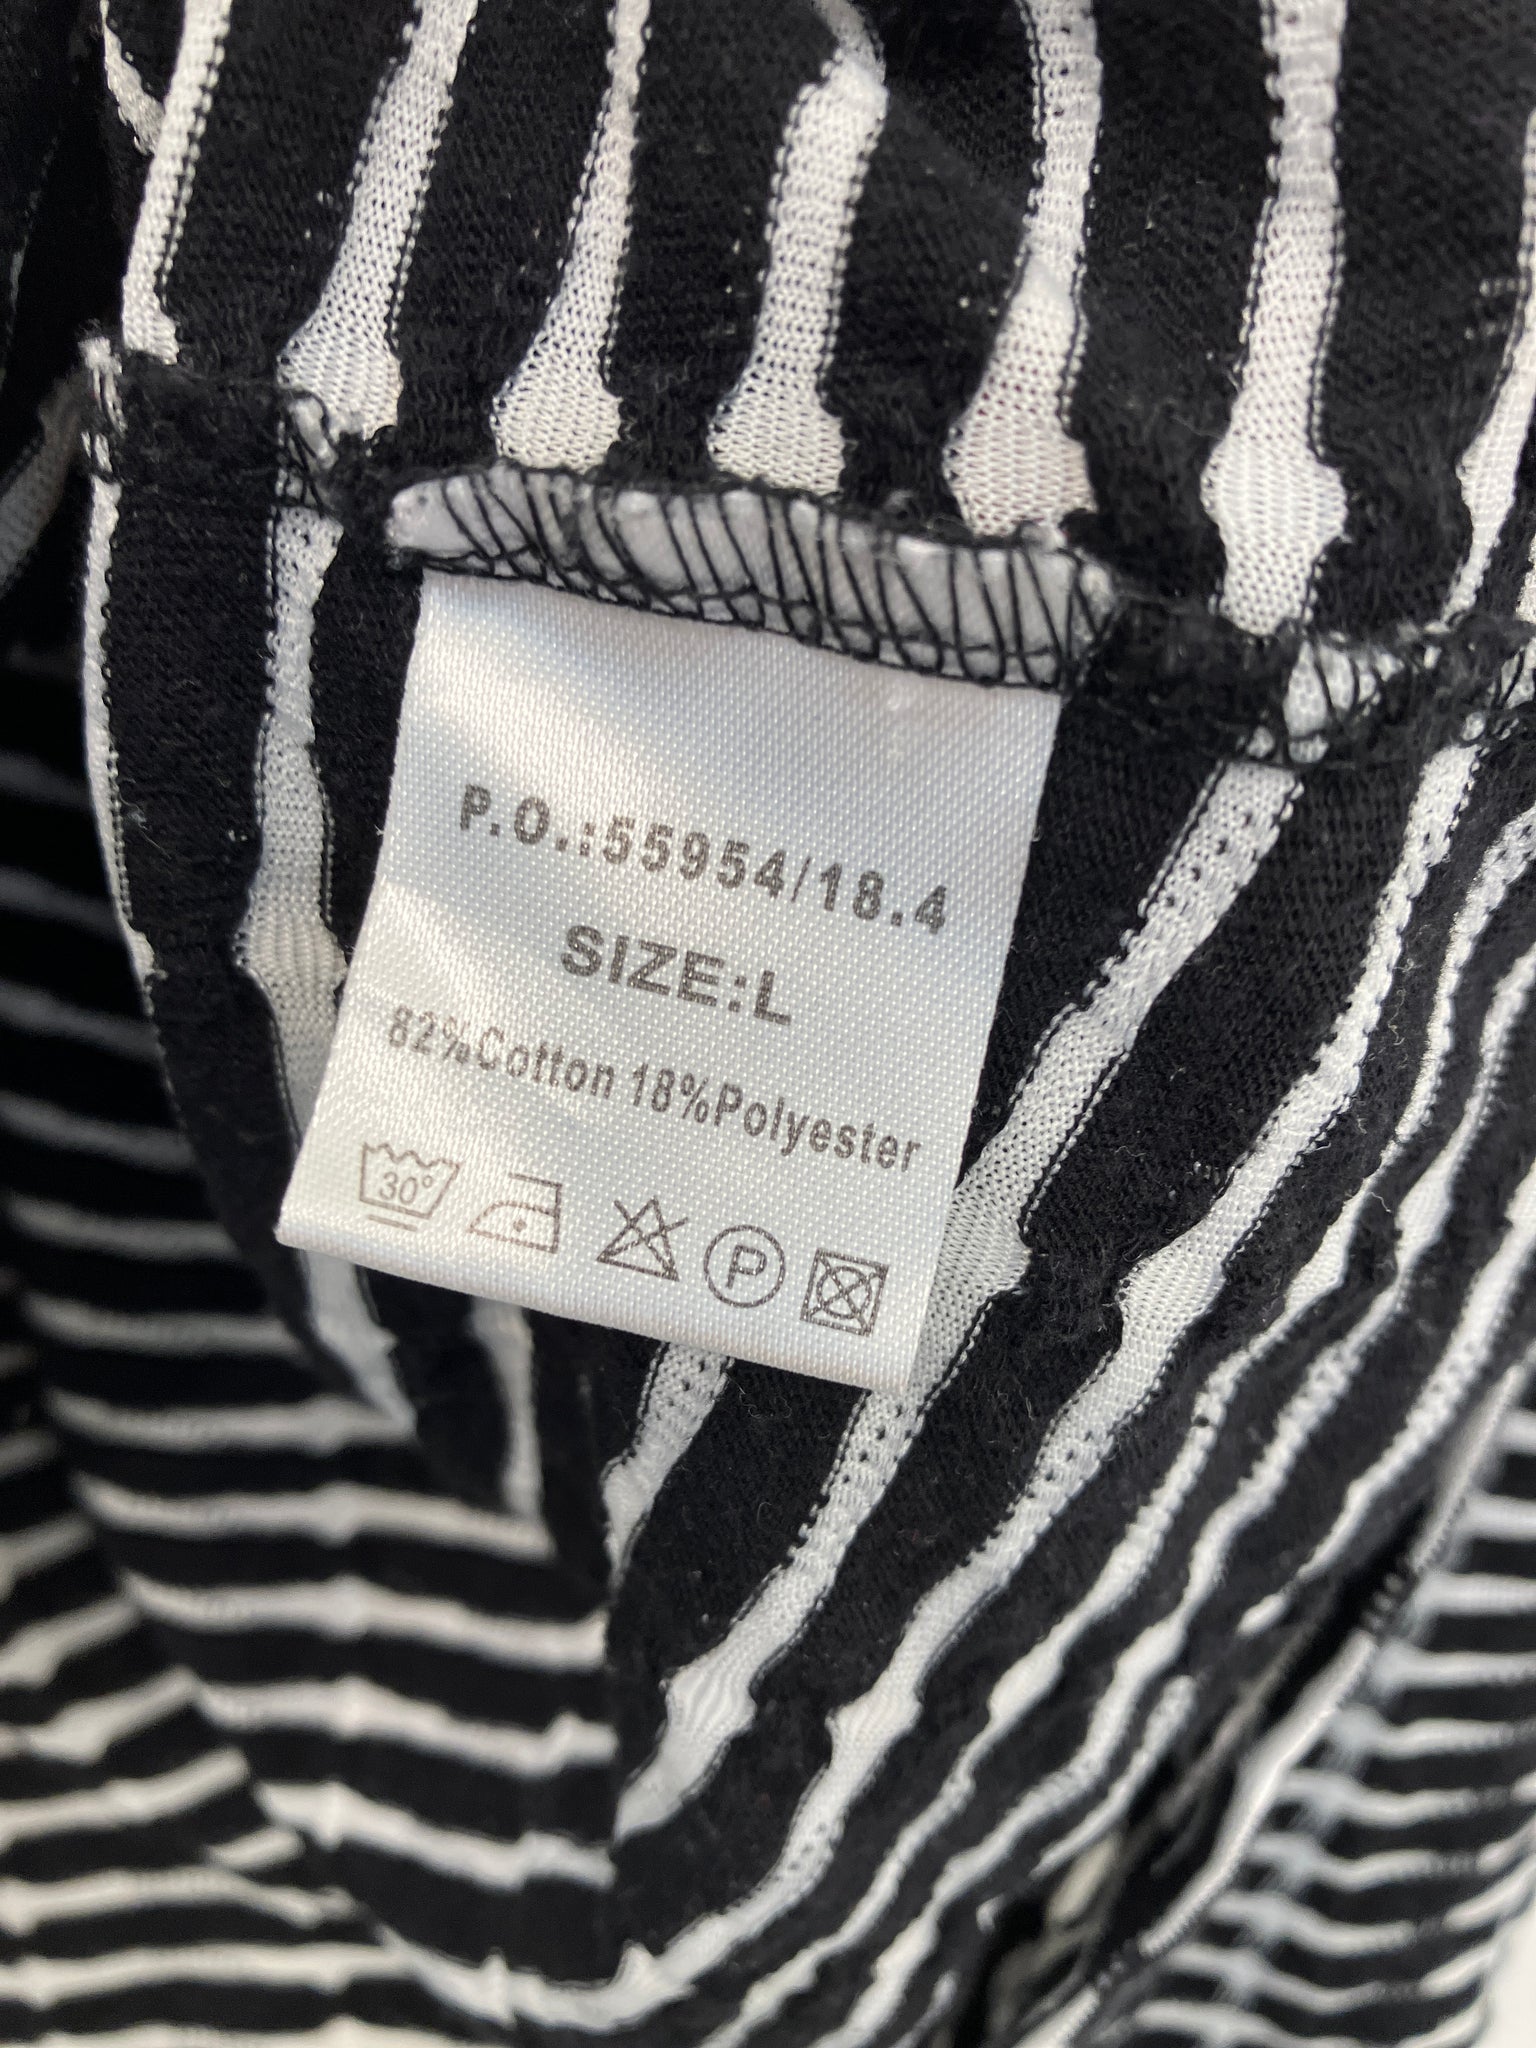 P.O.:55954/18.4
SIZE:L
82%Cotton 18%Polyester
30°
P